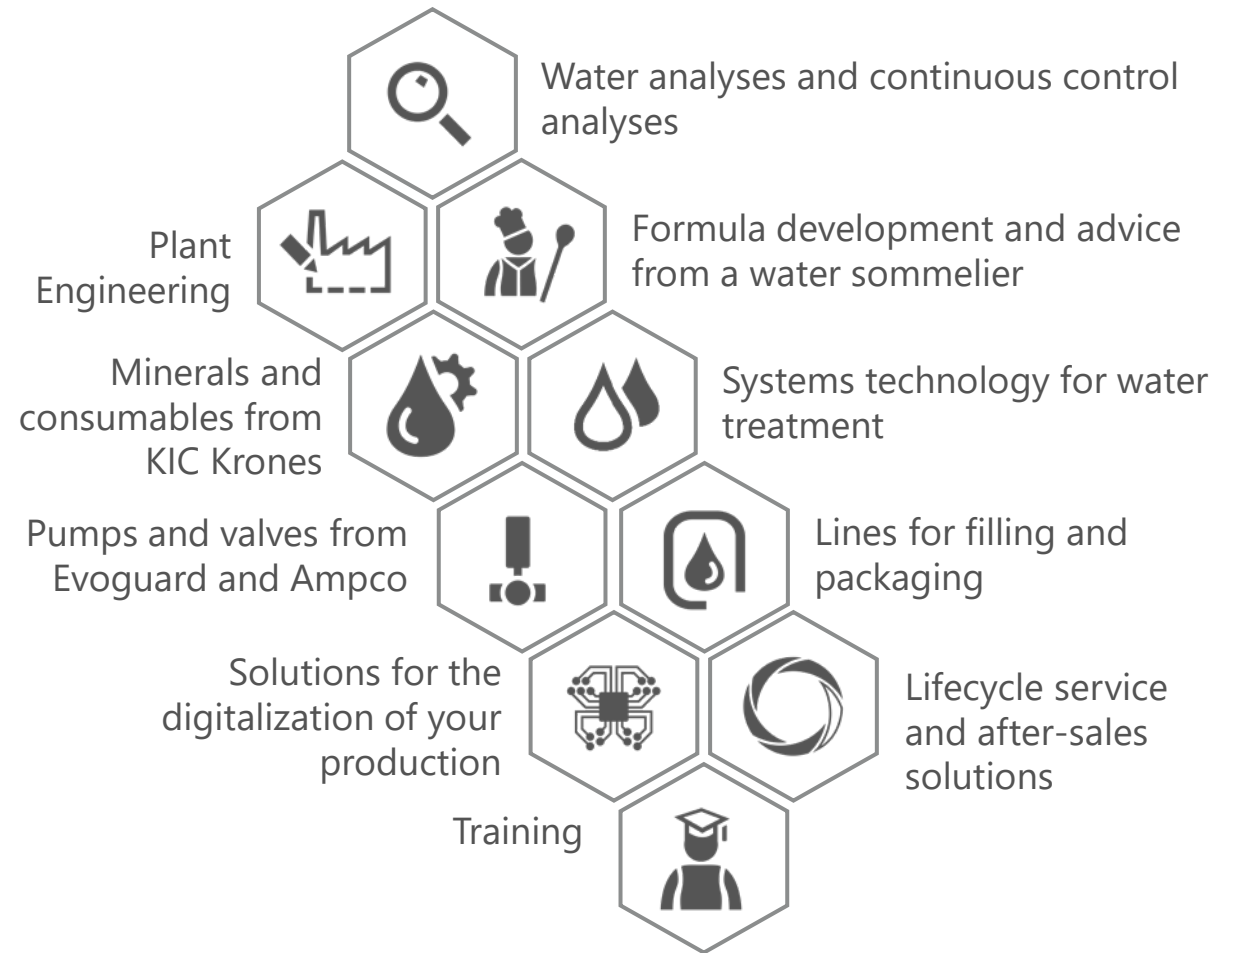 Water analyses and continuous control
analyses
Plant
Engineering
Formula development and advice
from a water sommelier
Minerals and
consumables from
KIC Krones
Systems technology for water
treatment
Pumps and valves from
Evoguard and Ampco
Lines for filling and
packaging
Solutions for the
digitalization of your
production
Lifecycle service
and after-sales
solutions
Training